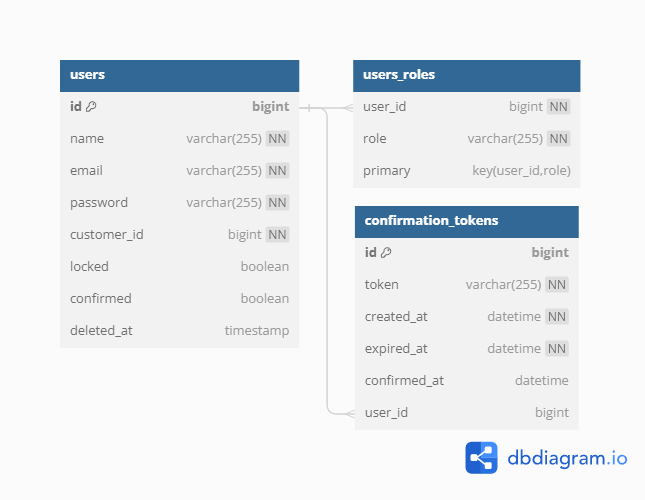 users
id bigint
name varchar(255) NN
email varchar(255) NN
password varchar(255) NN
customer_id bigint NN
locked boolean
confirmed boolean
deleted_at timestamp
users_roles
user_id bigint NN
role varchar(255) NN
primary key(user_id,role)
confirmation_tokens
id bigint
token varchar(255) NN
created_at datetime NN
expired_at datetime NN
confirmed_at datetime
user_id bigint
dbdiagram.io